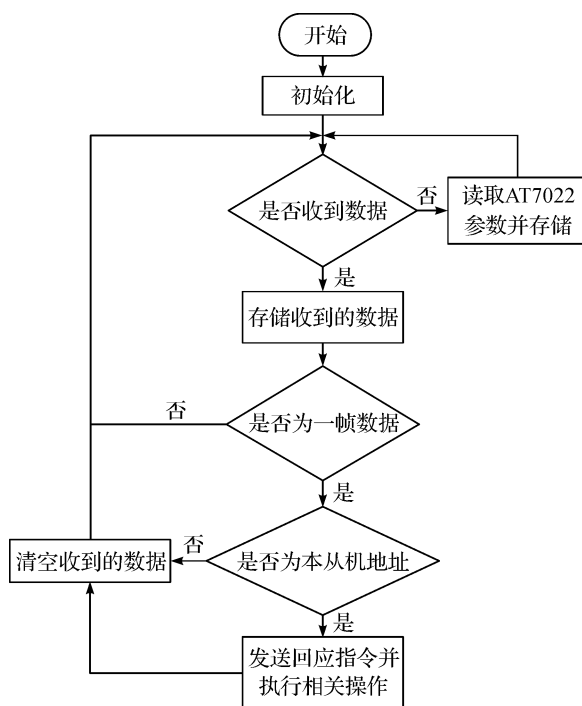 开始
初始化
是否收到数据
否
读取AT7022
参数并存储
是
存储收到的数据
否
是否为一帧数据
是
清空收到的数据
否
是否为本从机地址
是
发送回应指令并
执行相关操作